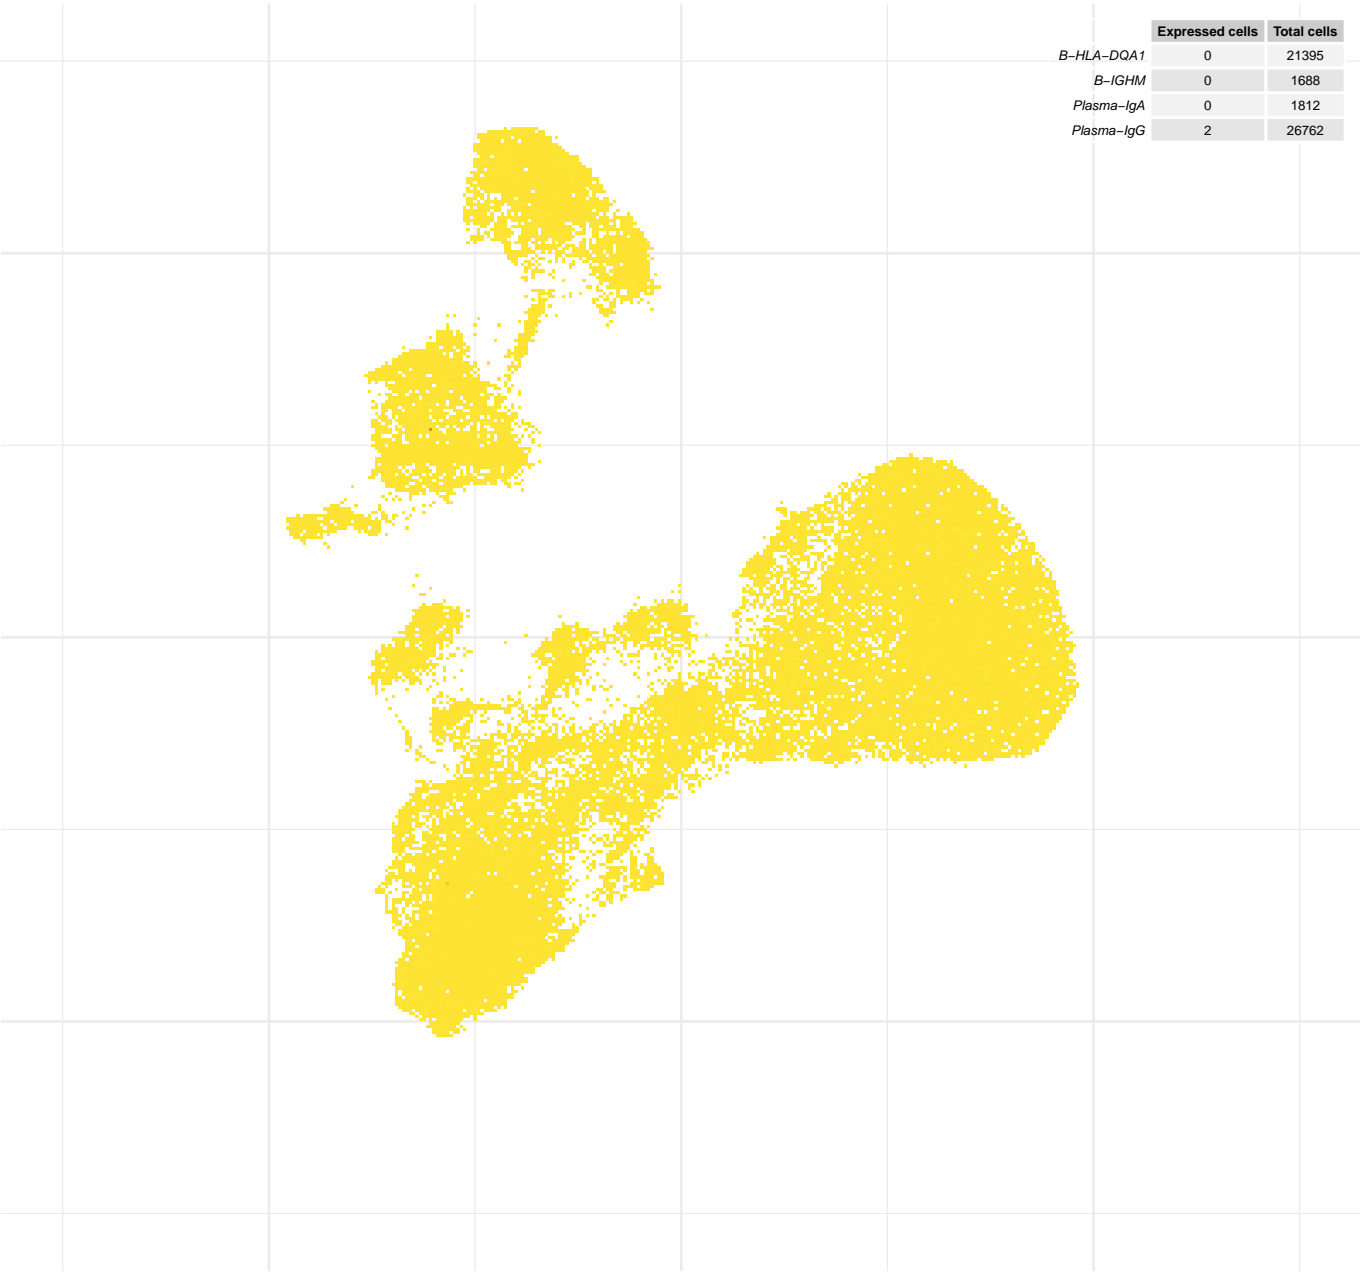 Expressed cells Total cells
B−HLA−DQA1 0 21395
B−IGHM 0 1688
Plasma−IgA 0 1812
Plasma−IgG 2 26762